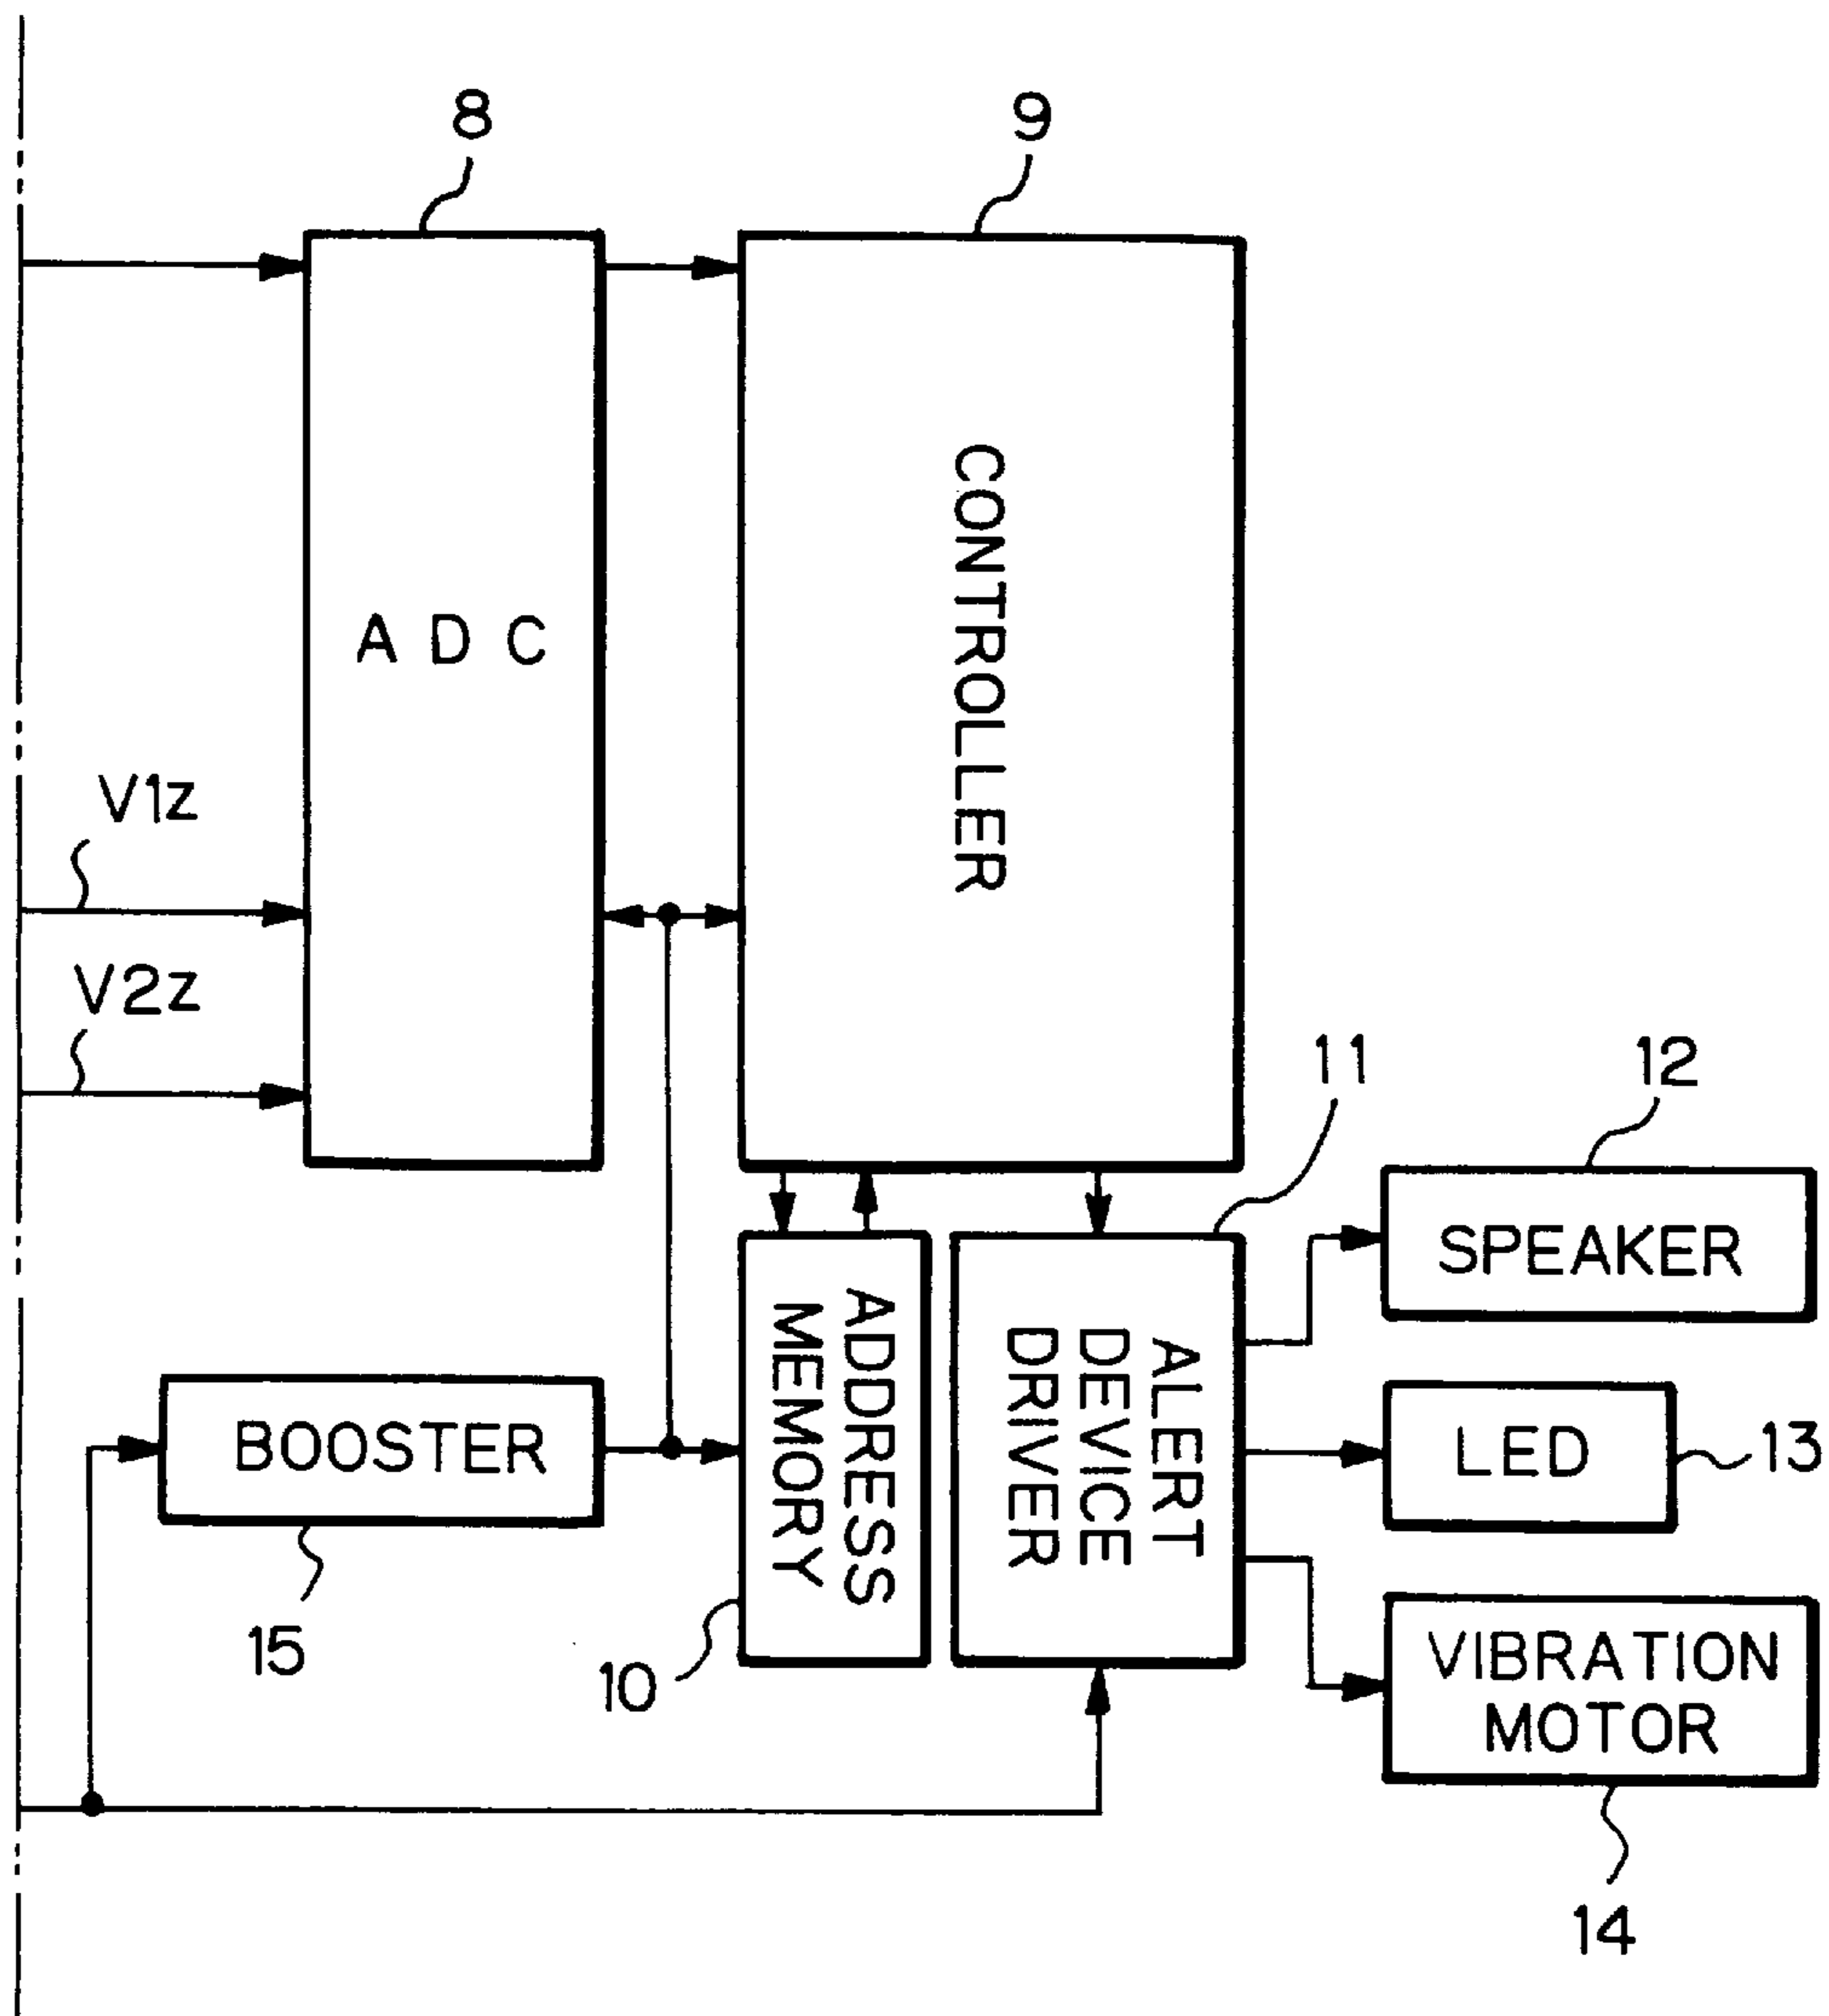 8
9
A D C
CONTROLLER
V1z
V2z
11
12
SPEAKER
ADDRESS
MEMORY
ALERT
DEVICE
DRIVER
BOOSTER
LED
13
15
10
VIBRATION
MOTOR
14